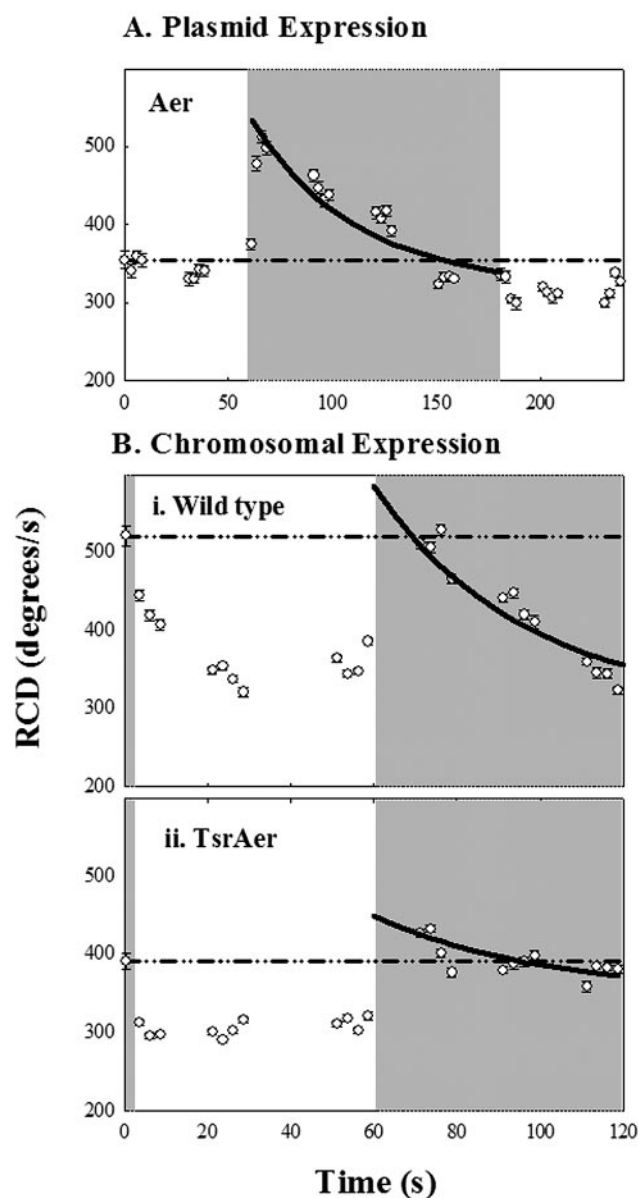 A. Plasmid Expression
Aer
500
400
300
200
0 50 100 150 200
B. Chromosomal Expression
i. Wild type
500
400
300
200
ii. TsrAer
500
400
300
200
0 20 40 60 80 100 120
RCD (degrees/s)
Time (s)